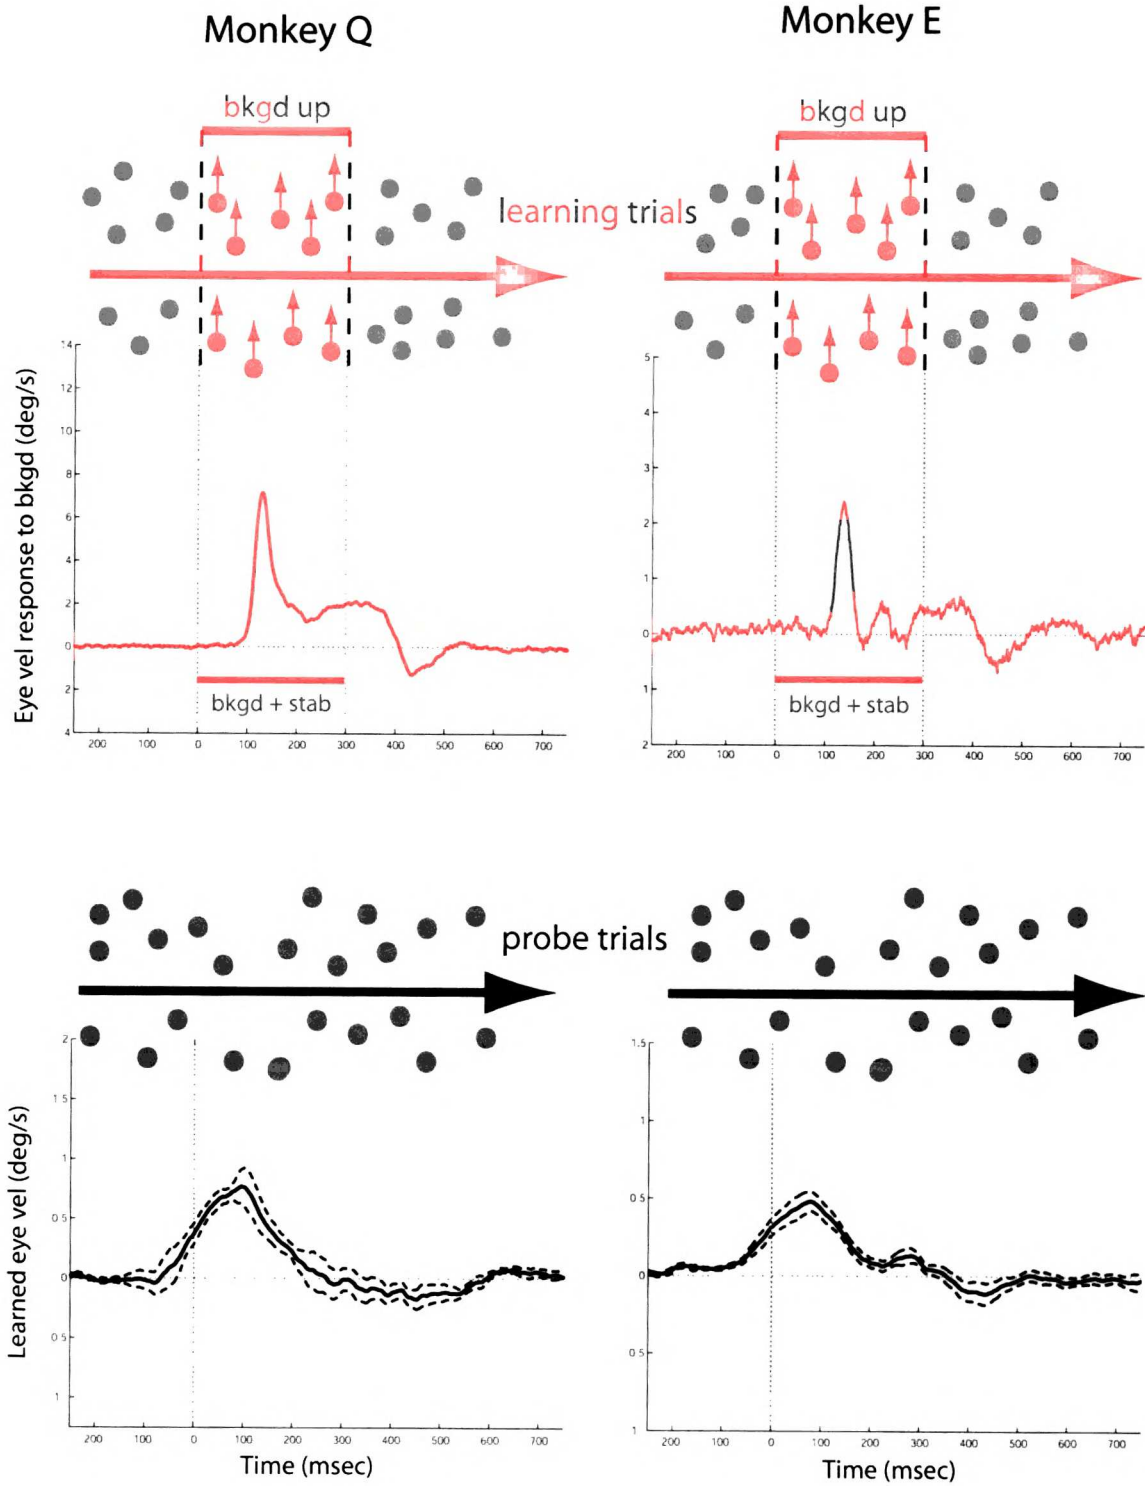 Monkey Q
Monkey E
bkgd up
bkgd up
learning trials
Eye vel response to bkgd (deg/s)
14
12
10
8
6
4
2
0
2
4
bkgd + stab
200 100 0 100 200 300 400 500 600 700
5
4
3
2
1
0
1
2
bkgd + stab
200 100 0 100 200 300 400 500 600 700
probe trials
Learned eye vel (deg/s)
2
1 5
1
0 5
0
0 5
1
200 100 0 100 200 300 400 500 600 700
Time (msec)
1.5
1
0 5
0
0 5
1
200 100 0 100 200 300 400 500 600 700
Time (msec)